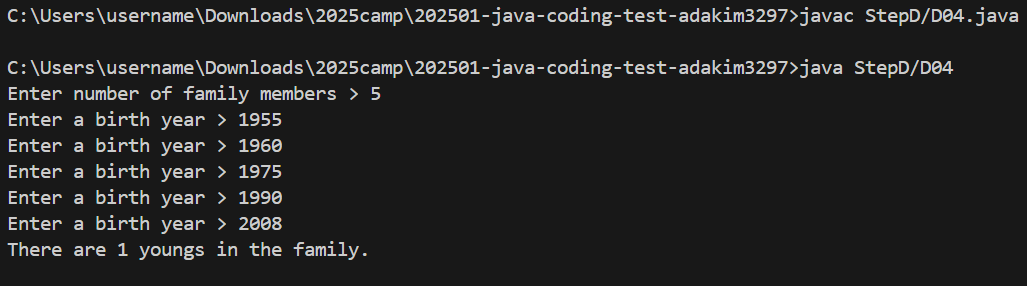 C:\Users\username\Downloads\2025camp\202501-java-coding-test-adakim3297>javac StepD/D04.java
C:\Users\username\Downloads\2025camp\202501-java-coding-test-adakim3297>java StepD/D04
Enter number of family members > 5
Enter a birth year > 1955
Enter a birth year > 1960
Enter a birth year > 1975
Enter a birth year > 1990
Enter a birth year > 2008
There are 1 youngs in the family.